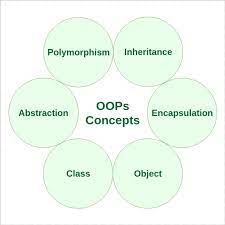 Polymorphism
Inheritance
Abstraction
OOPs
Concepts
Encapsulation
Class
Object